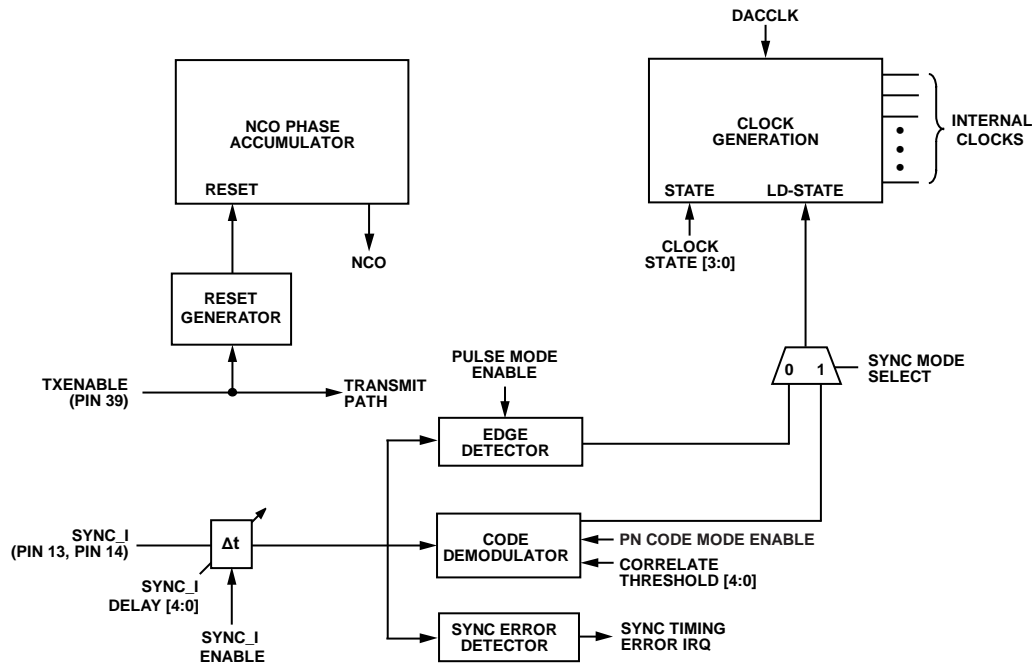 DACCLK
NCO PHASE
ACCUMULATOR
RESET
CLOCK
GENERATION
STATE
LD-STATE
INTERNAL
CLOCKS
NCO
CLOCK
STATE [3:0]
RESET
GENERATOR
TXENABLE
(PIN 39)
TRANSMIT
PATH
PULSE MODE
ENABLE
0
1
SYNC MODE
SELECT
EDGE
DETECTOR
SYNC_I
(PIN 13, PIN 14)
Δt
SYNC_I
DELAY [4:0]
SYNC_I
ENABLE
CODE
DEMODULATOR
PN CODE MODE ENABLE
CORRELATE
THRESHOLD [4:0]
SYNC ERROR
DETECTOR
SYNC TIMING
ERROR IRQ